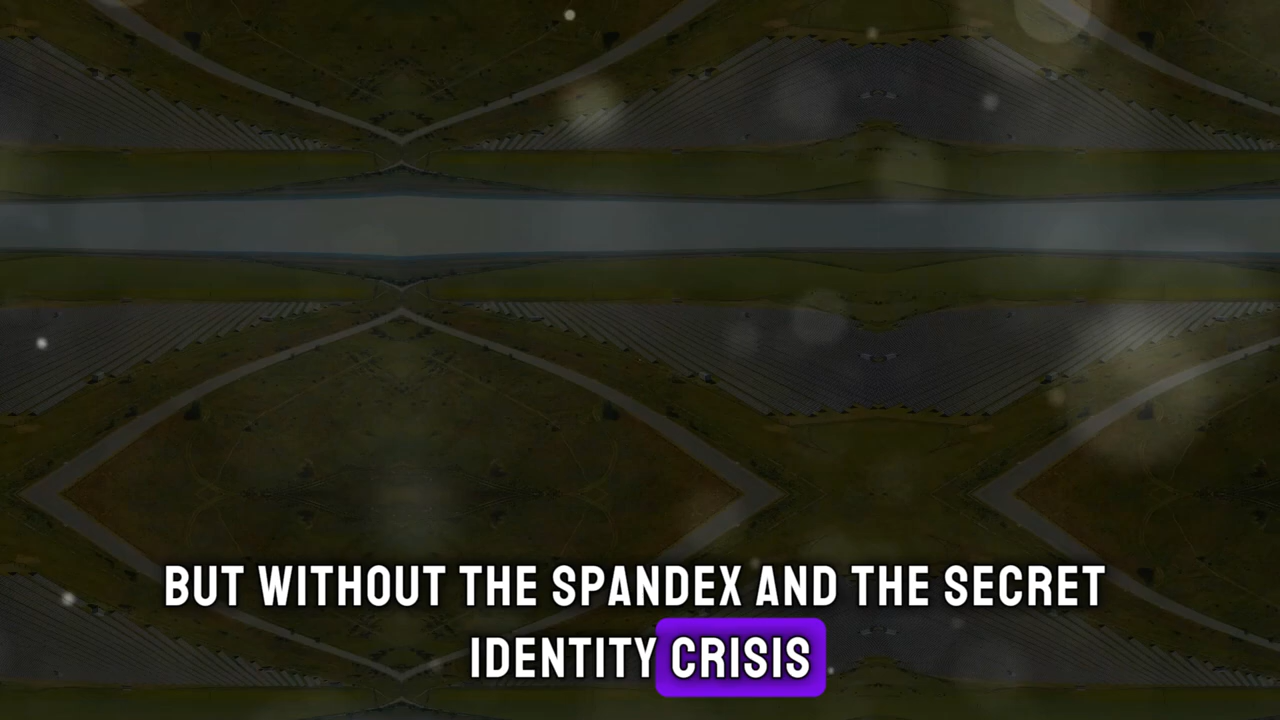 BUT WITHOUT THE SPANDEX AND THE SECRET
IDENTITY CRISIS